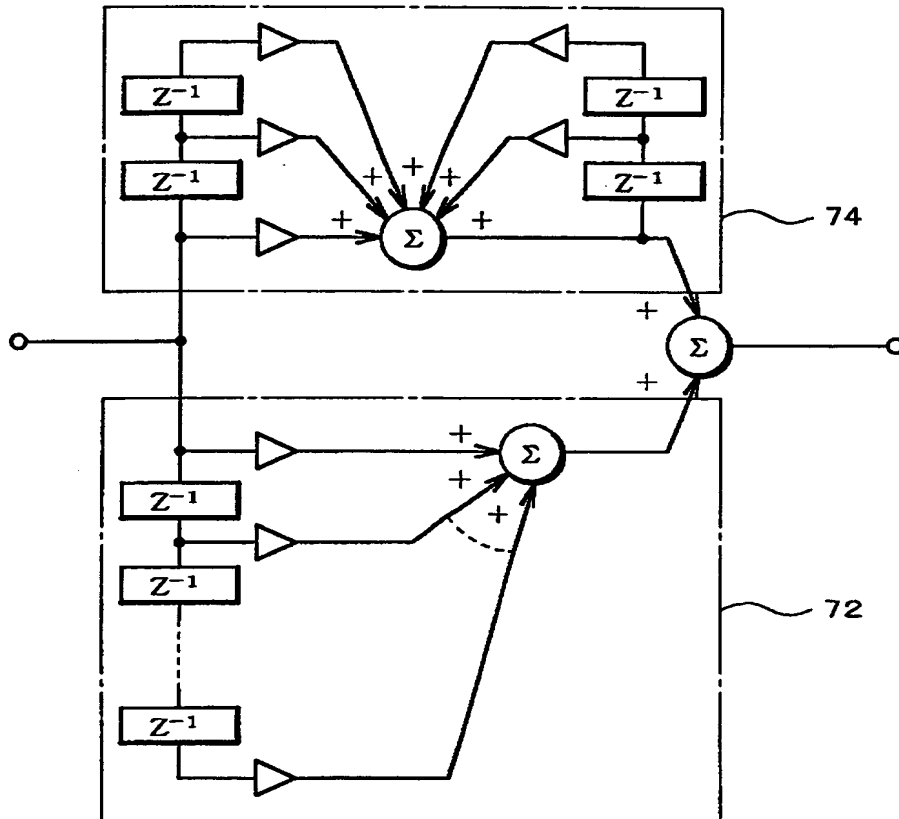 Z⁻¹ Z⁻¹
+ + + +
Z⁻¹ Z⁻¹
+ Σ + 74
+
Σ
+
+ Σ
+
Z⁻¹ +
Z⁻¹ 72
Z⁻¹